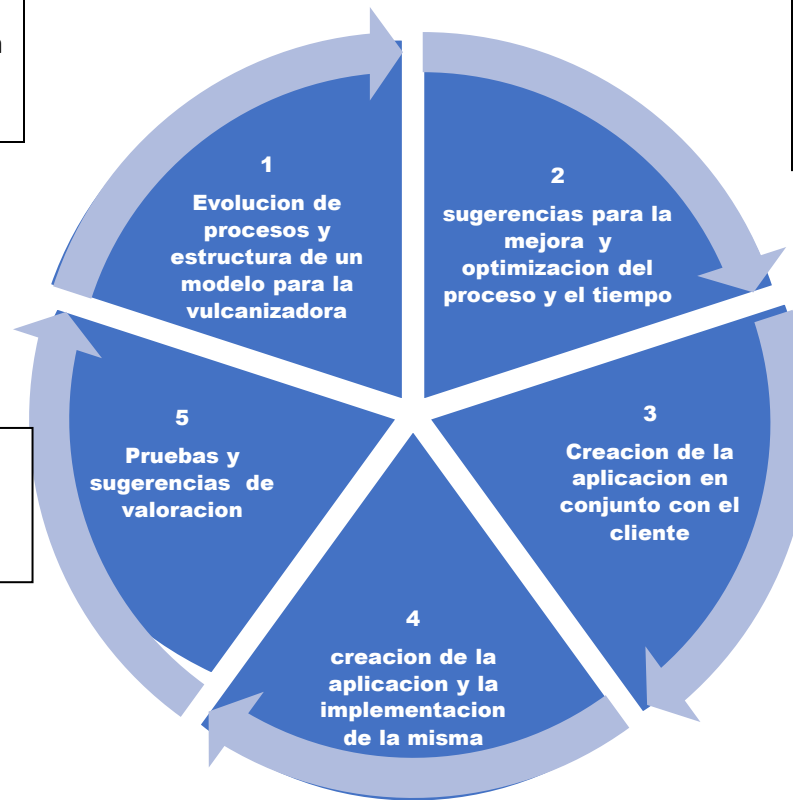 1
Evolucion de
procesos y
estructura de un
modelo para la
vulcanizadora
2
sugerencias para la
mejora y
optimizacion del
proceso y el tiempo
3
Creacion de la
aplicacion en
conjunto con el
cliente
4
creacion de la
aplicacion y la
implementacion
de la misma
5
Pruebas y
sugerencias de
valoracion